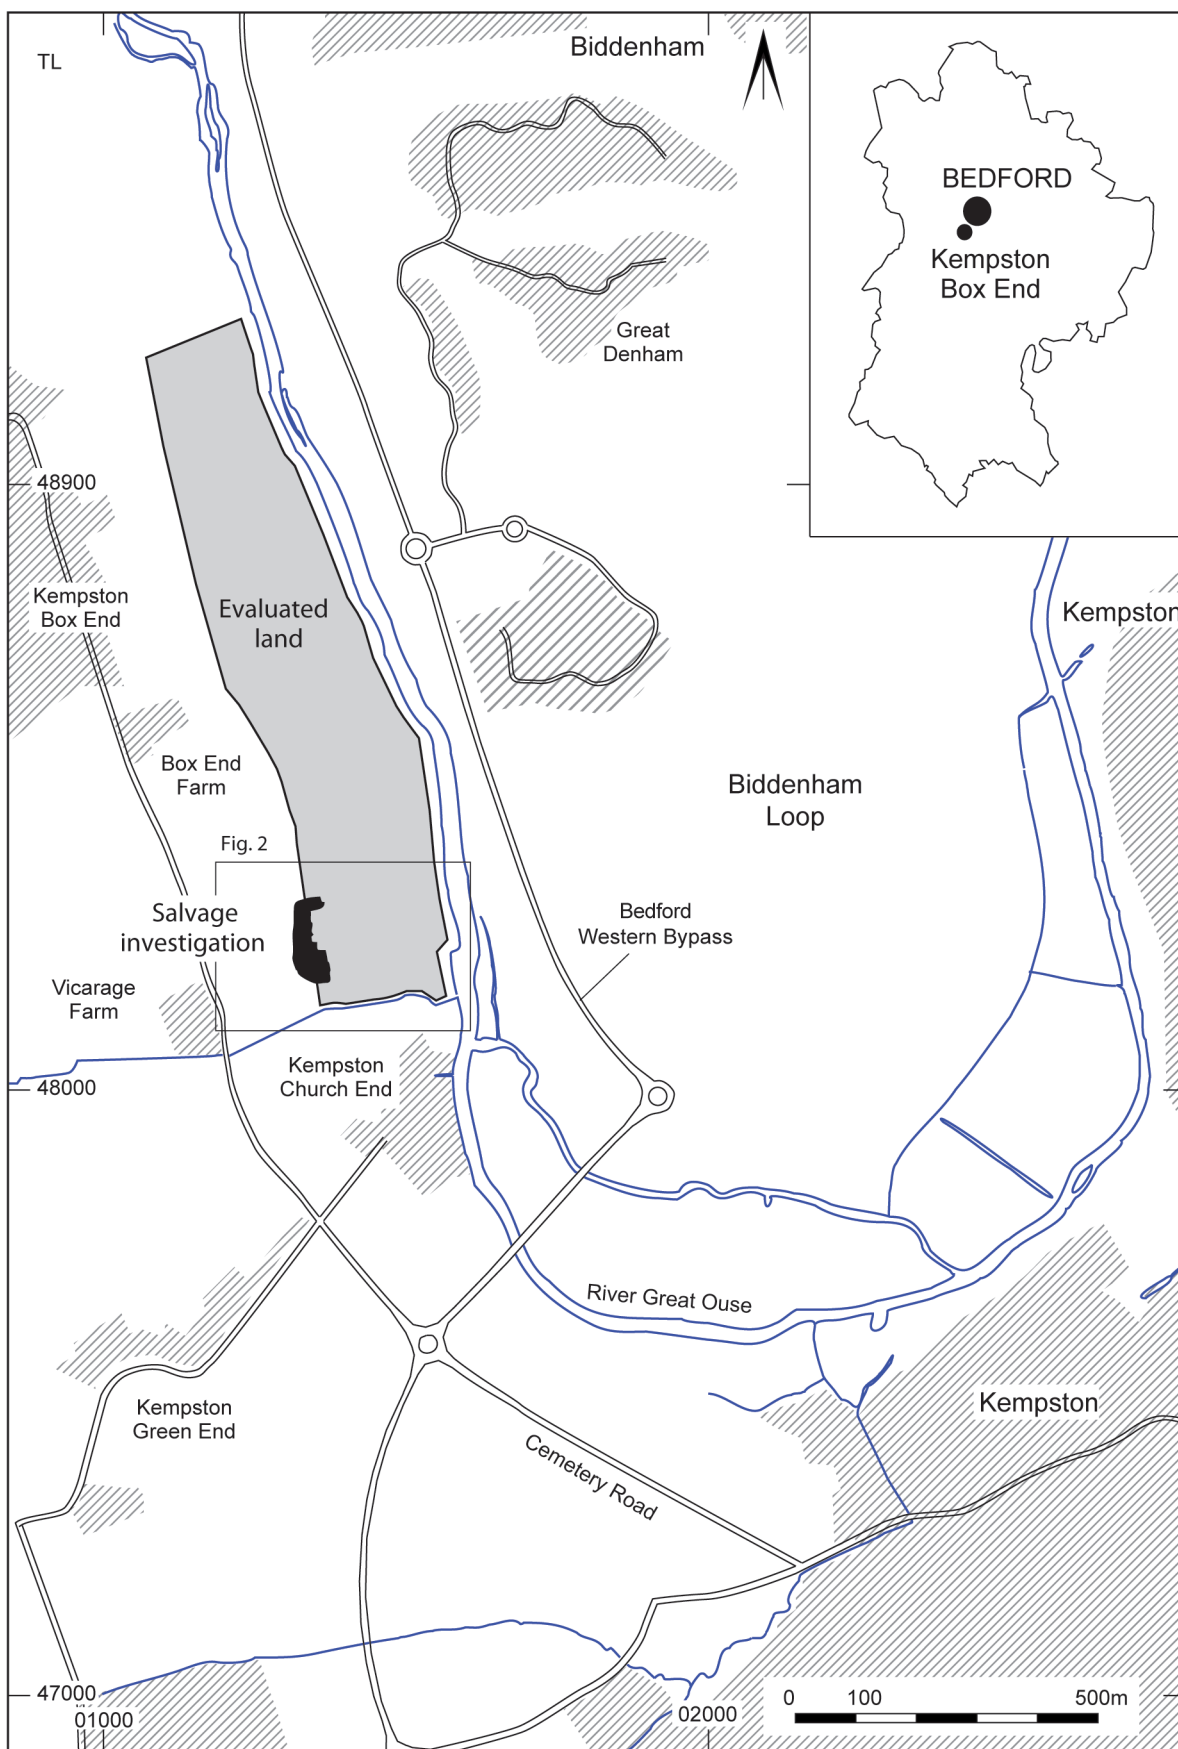 TL
Biddenham
BEDFORD
Kempston
Box End
Great
Denham
48900
Kempston
Box End
Evaluated
land
Kempston
Box End
Farm
Biddenham
Loop
Fig. 2
Salvage
investigation
Bedford
Western Bypass
Vicarage
Farm
Kempston
Church End
48000
River Great Ouse
Kempston
Green End
Kempston
Cemetery Road
47000
01000
02000
0 100 500m